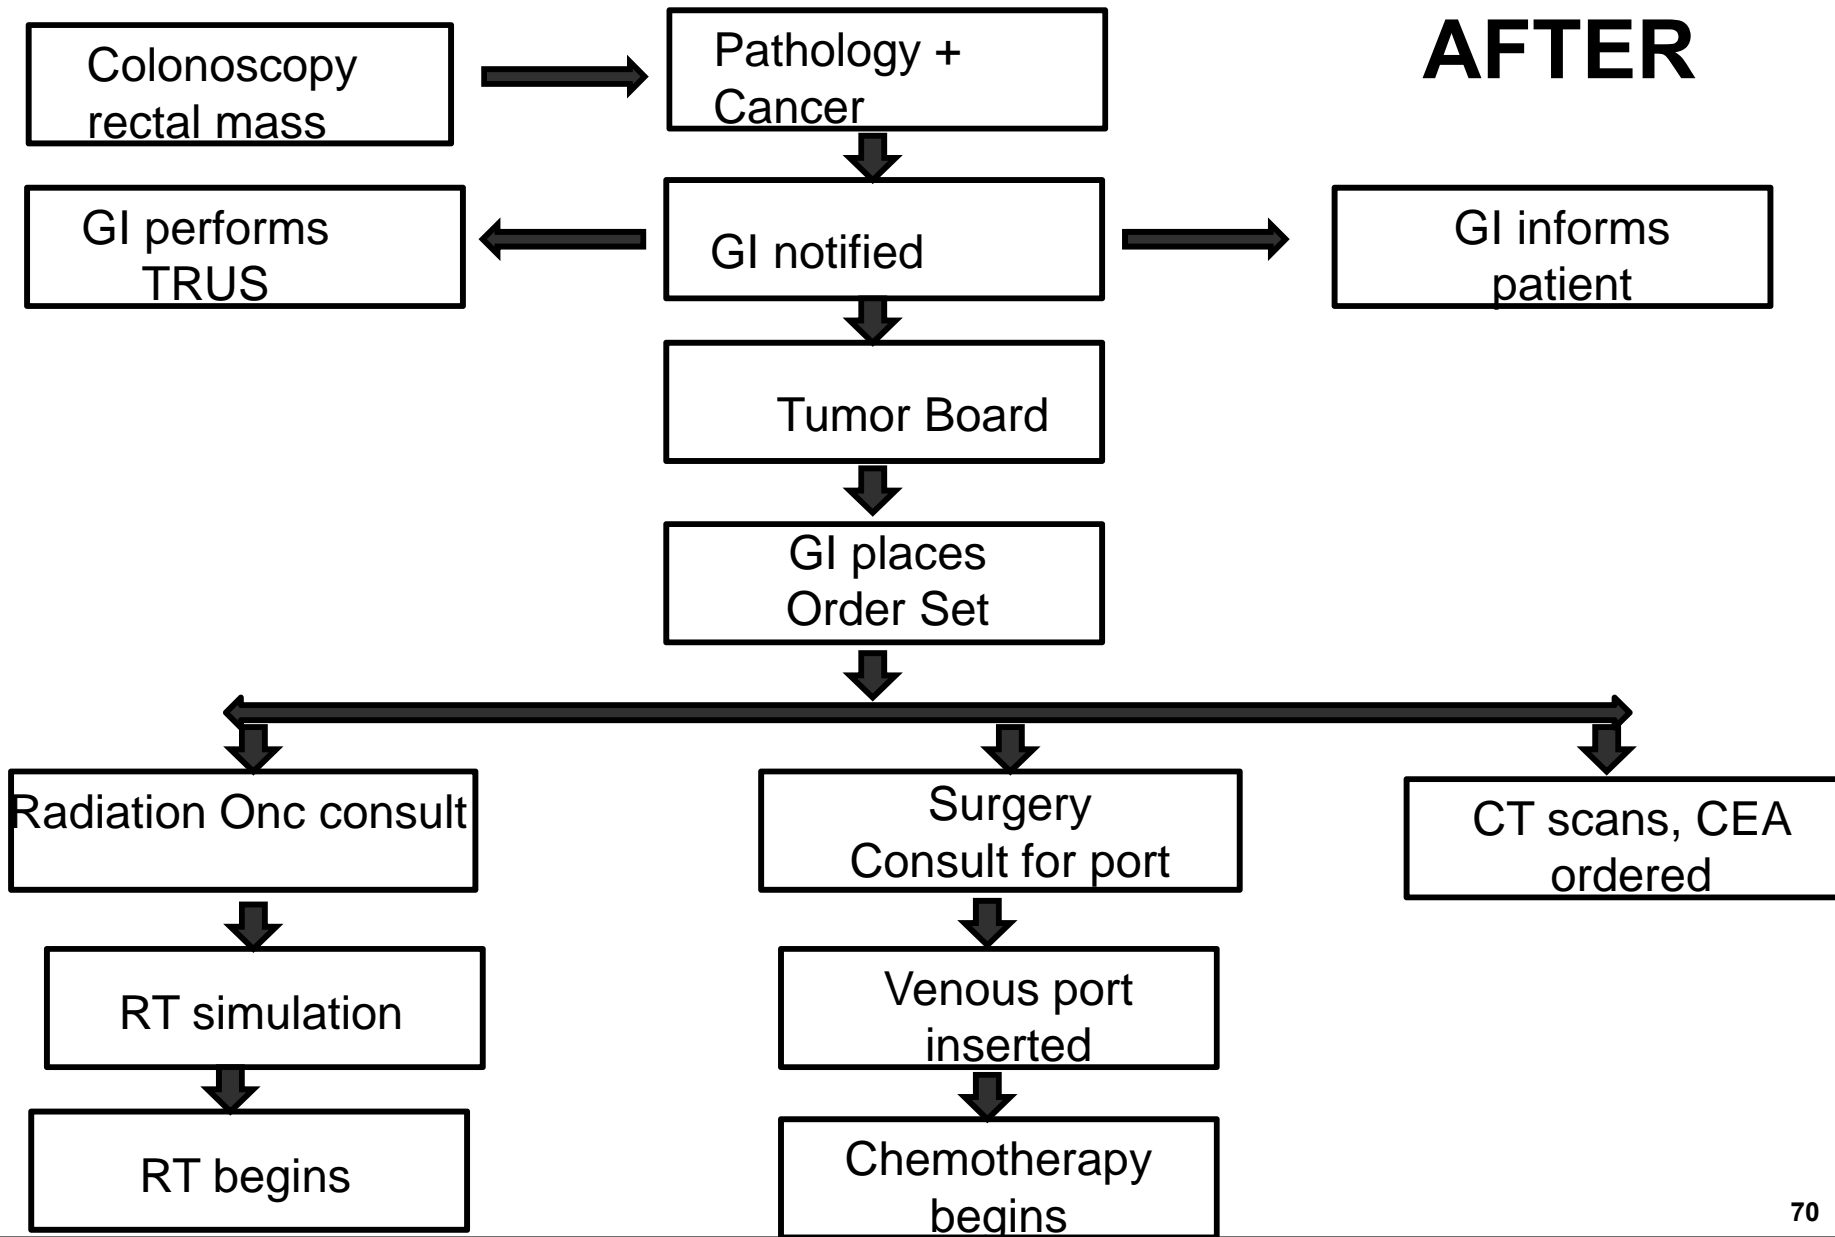 AFTER
Colonoscopy
rectal mass
Pathology +
Cancer
GI performs
TRUS
GI notified
GI informs
patient
Tumor Board
GI places
Order Set
Radiation Onc consult
Surgery
Consult for port
CT scans, CEA
ordered
RT simulation
Venous port
inserted
RT begins
Chemotherapy
begins
70